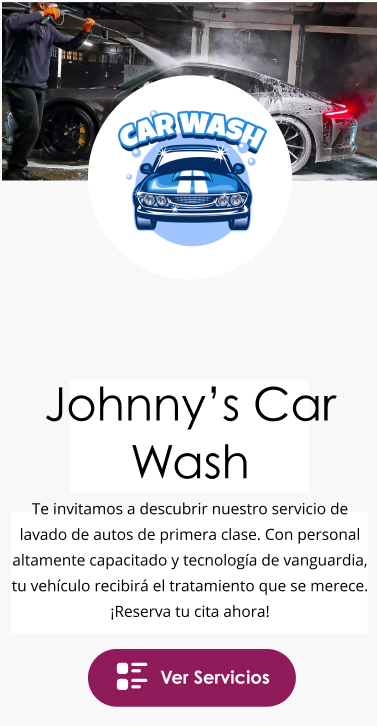 CAR WASH
Johnny’s Car
Wash
Te invitamos a descubrir nuestro servicio de
lavado de autos de primera clase. Con personal
altamente capacitado y tecnología de vanguardia,
tu vehículo recibirá el tratamiento que se merece.
¡Reserva tu cita ahora!
Ver Servicios